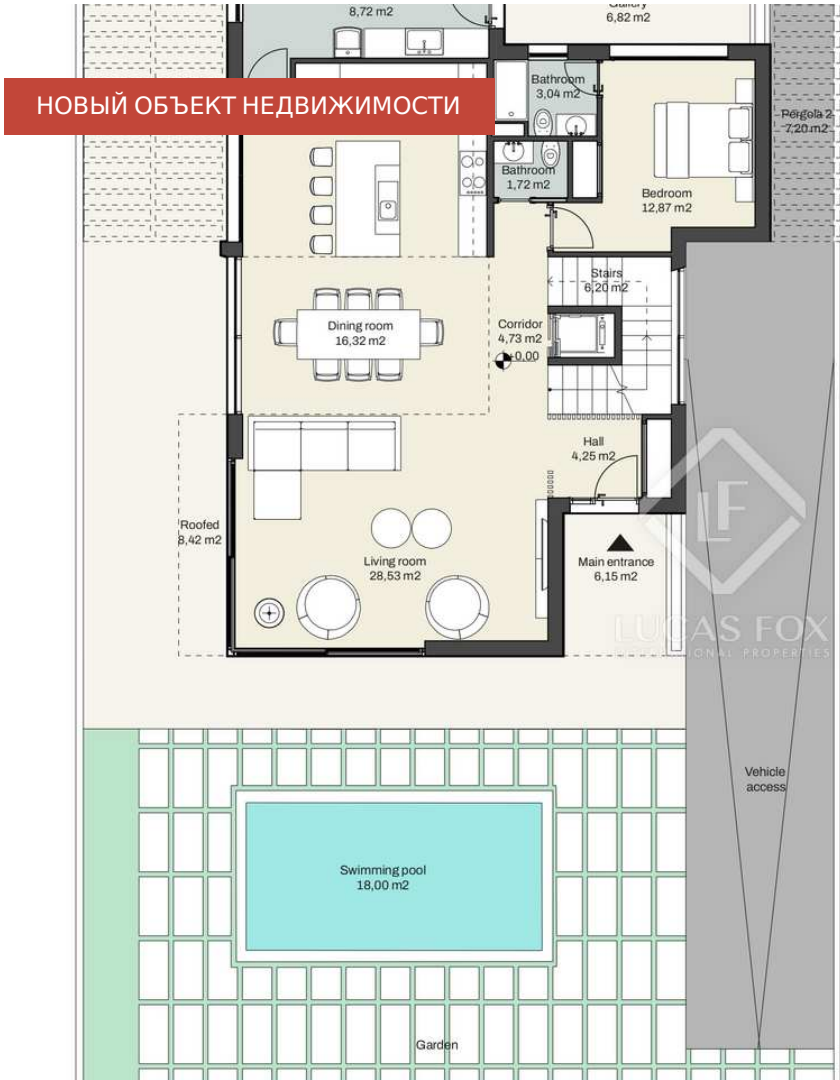 8,72 m2
Gallery
6,82 m2
НОВЫЙ ОБЪЕКТ НЕДВИЖИМОСТИ
Bathroom
3,04 m2
Pergola 2
7,20 m2
Bathroom
1,72 m2
Bedroom
12,87 m2
Stairs
6,20 m2
Dining room
16,32 m2
Corridor
4,73 m2
+0,00
Hall
4,25 m2
LF
Roofed
8,42 m2
Living room
28,53 m2
Main entrance
6,15 m2
LUCAS FOX
INTERNATIONAL PROPERTIES
Vehicle
access
Swimming pool
18,00 m2
Garden